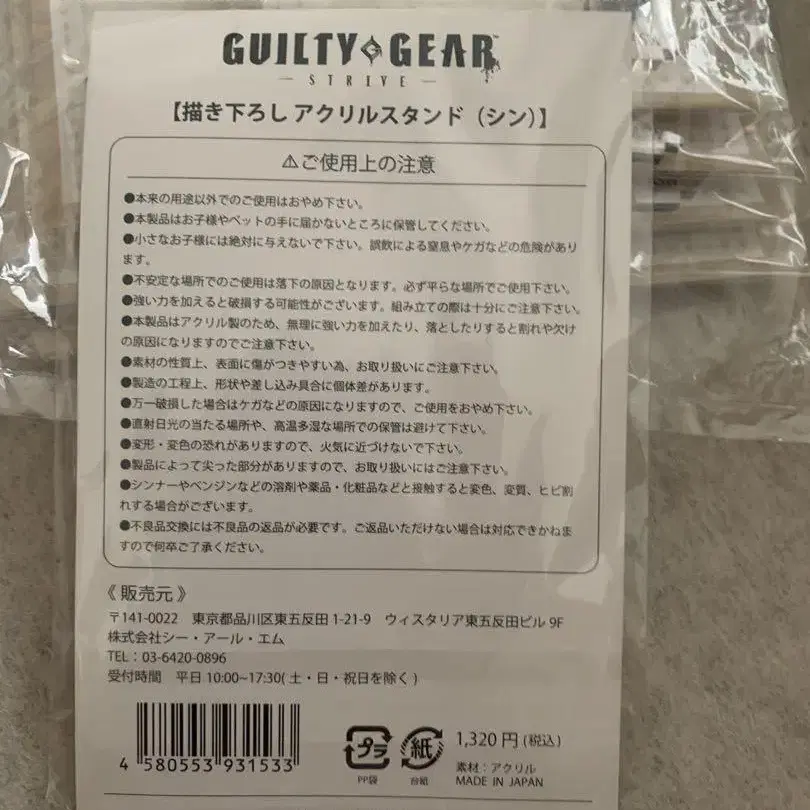 GUILTY GEAR™
STRIVE
【描き下ろし アクリルスタンド（シン）】
⚠ご使用上の注意
●本来の用途以外でのご使用はおやめ下さい。
●本製品はお子様やペットの手に届かないところに保管してください。
●小さなお子様には絶対に与えないで下さい。誤飲による窒息やケガなどの危険があり
ます。
●不安定な場所でのご使用は落下の原因となります。必ず平らな場所でご使用下さい。
●強い力を加えると破損する可能性がございます。組み立ての際は十分にご注意下さい。
●本製品はアクリル製のため、無理に強い力を加えたり、落としたりすると割れや欠け
の原因になりますのでご注意下さい。
●素材の性質上、表面に傷がつきやすい為、お取り扱いにご注意下さい。
●製造の工程上、形状や差し込み具合に個体差があります。
●万一破損した場合はケガなどの原因になりますので、ご使用をおやめ下さい。
●直射日光の当たる場所や、高温多湿な場所での保管は避けて下さい。
●変形・変色の恐れがありますので、火気に近づけないで下さい。
●製品によって尖った部分がありますので、お取り扱いにはご注意下さい。
●シンナーやベンジンなどの溶剤や薬品・化粧品などと接触すると変色、変質、ヒビ割
れする場合がございます。
●不良品交換には不良品の返品が必要です。ご返品いただけない場合は対応できかねま
すので何卒ご了承ください。
《 販売元 》
〒141-0022 東京都品川区東五反田 1-21-9 ウィスタリア東五反田ビル 9F
株式会社シー・アール・エム
TEL：03-6420-0896
受付時間 平日 10:00~17:30( 土・日・祝日を除く )
4 580553 931533
プラ
PP袋
紙
台紙
1,320 円 (税込)
素材：アクリル
MADE IN JAPAN